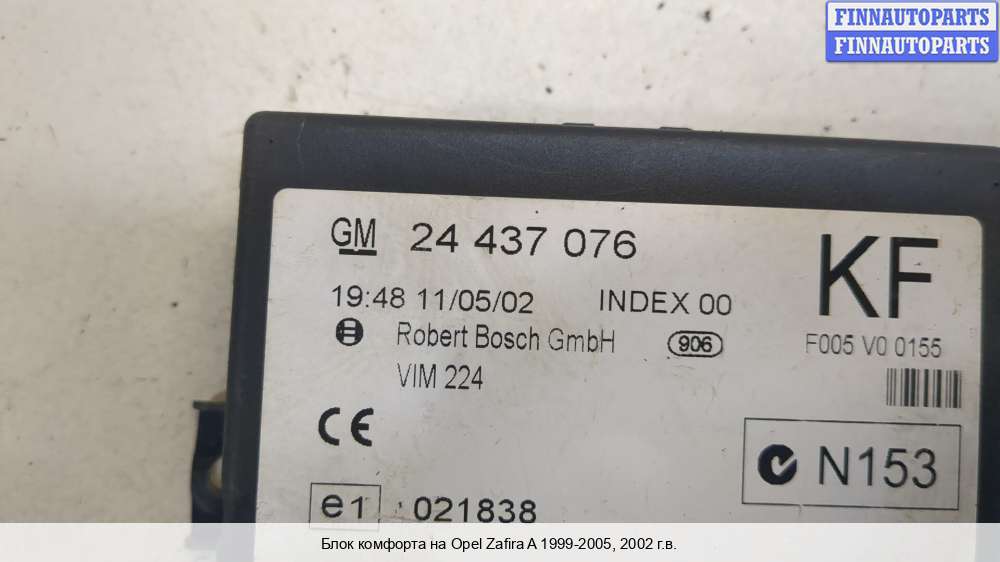 FINNAUTOPARTS
FINNAUTOPARTS
GM 24 437 076
KF
19:48 11/05/02 INDEX 00
Robert Bosch GmbH 906
F005 V0 0155
VIM 224
CE
N153
e1 021838
Блок комфорта на Opel Zafira A 1999-2005, 2002 г.в.